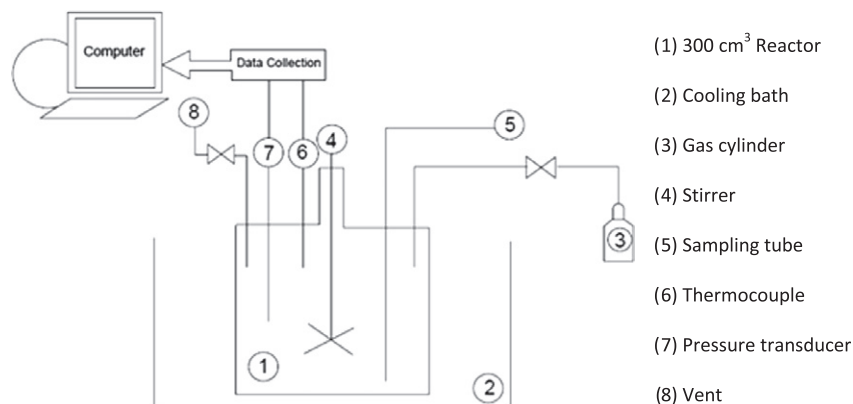 Computer
Data Collection
8
7
6
4
5
3
1
2
(1) 300 cm³ Reactor
(2) Cooling bath
(3) Gas cylinder
(4) Stirrer
(5) Sampling tube
(6) Thermocouple
(7) Pressure transducer
(8) Vent